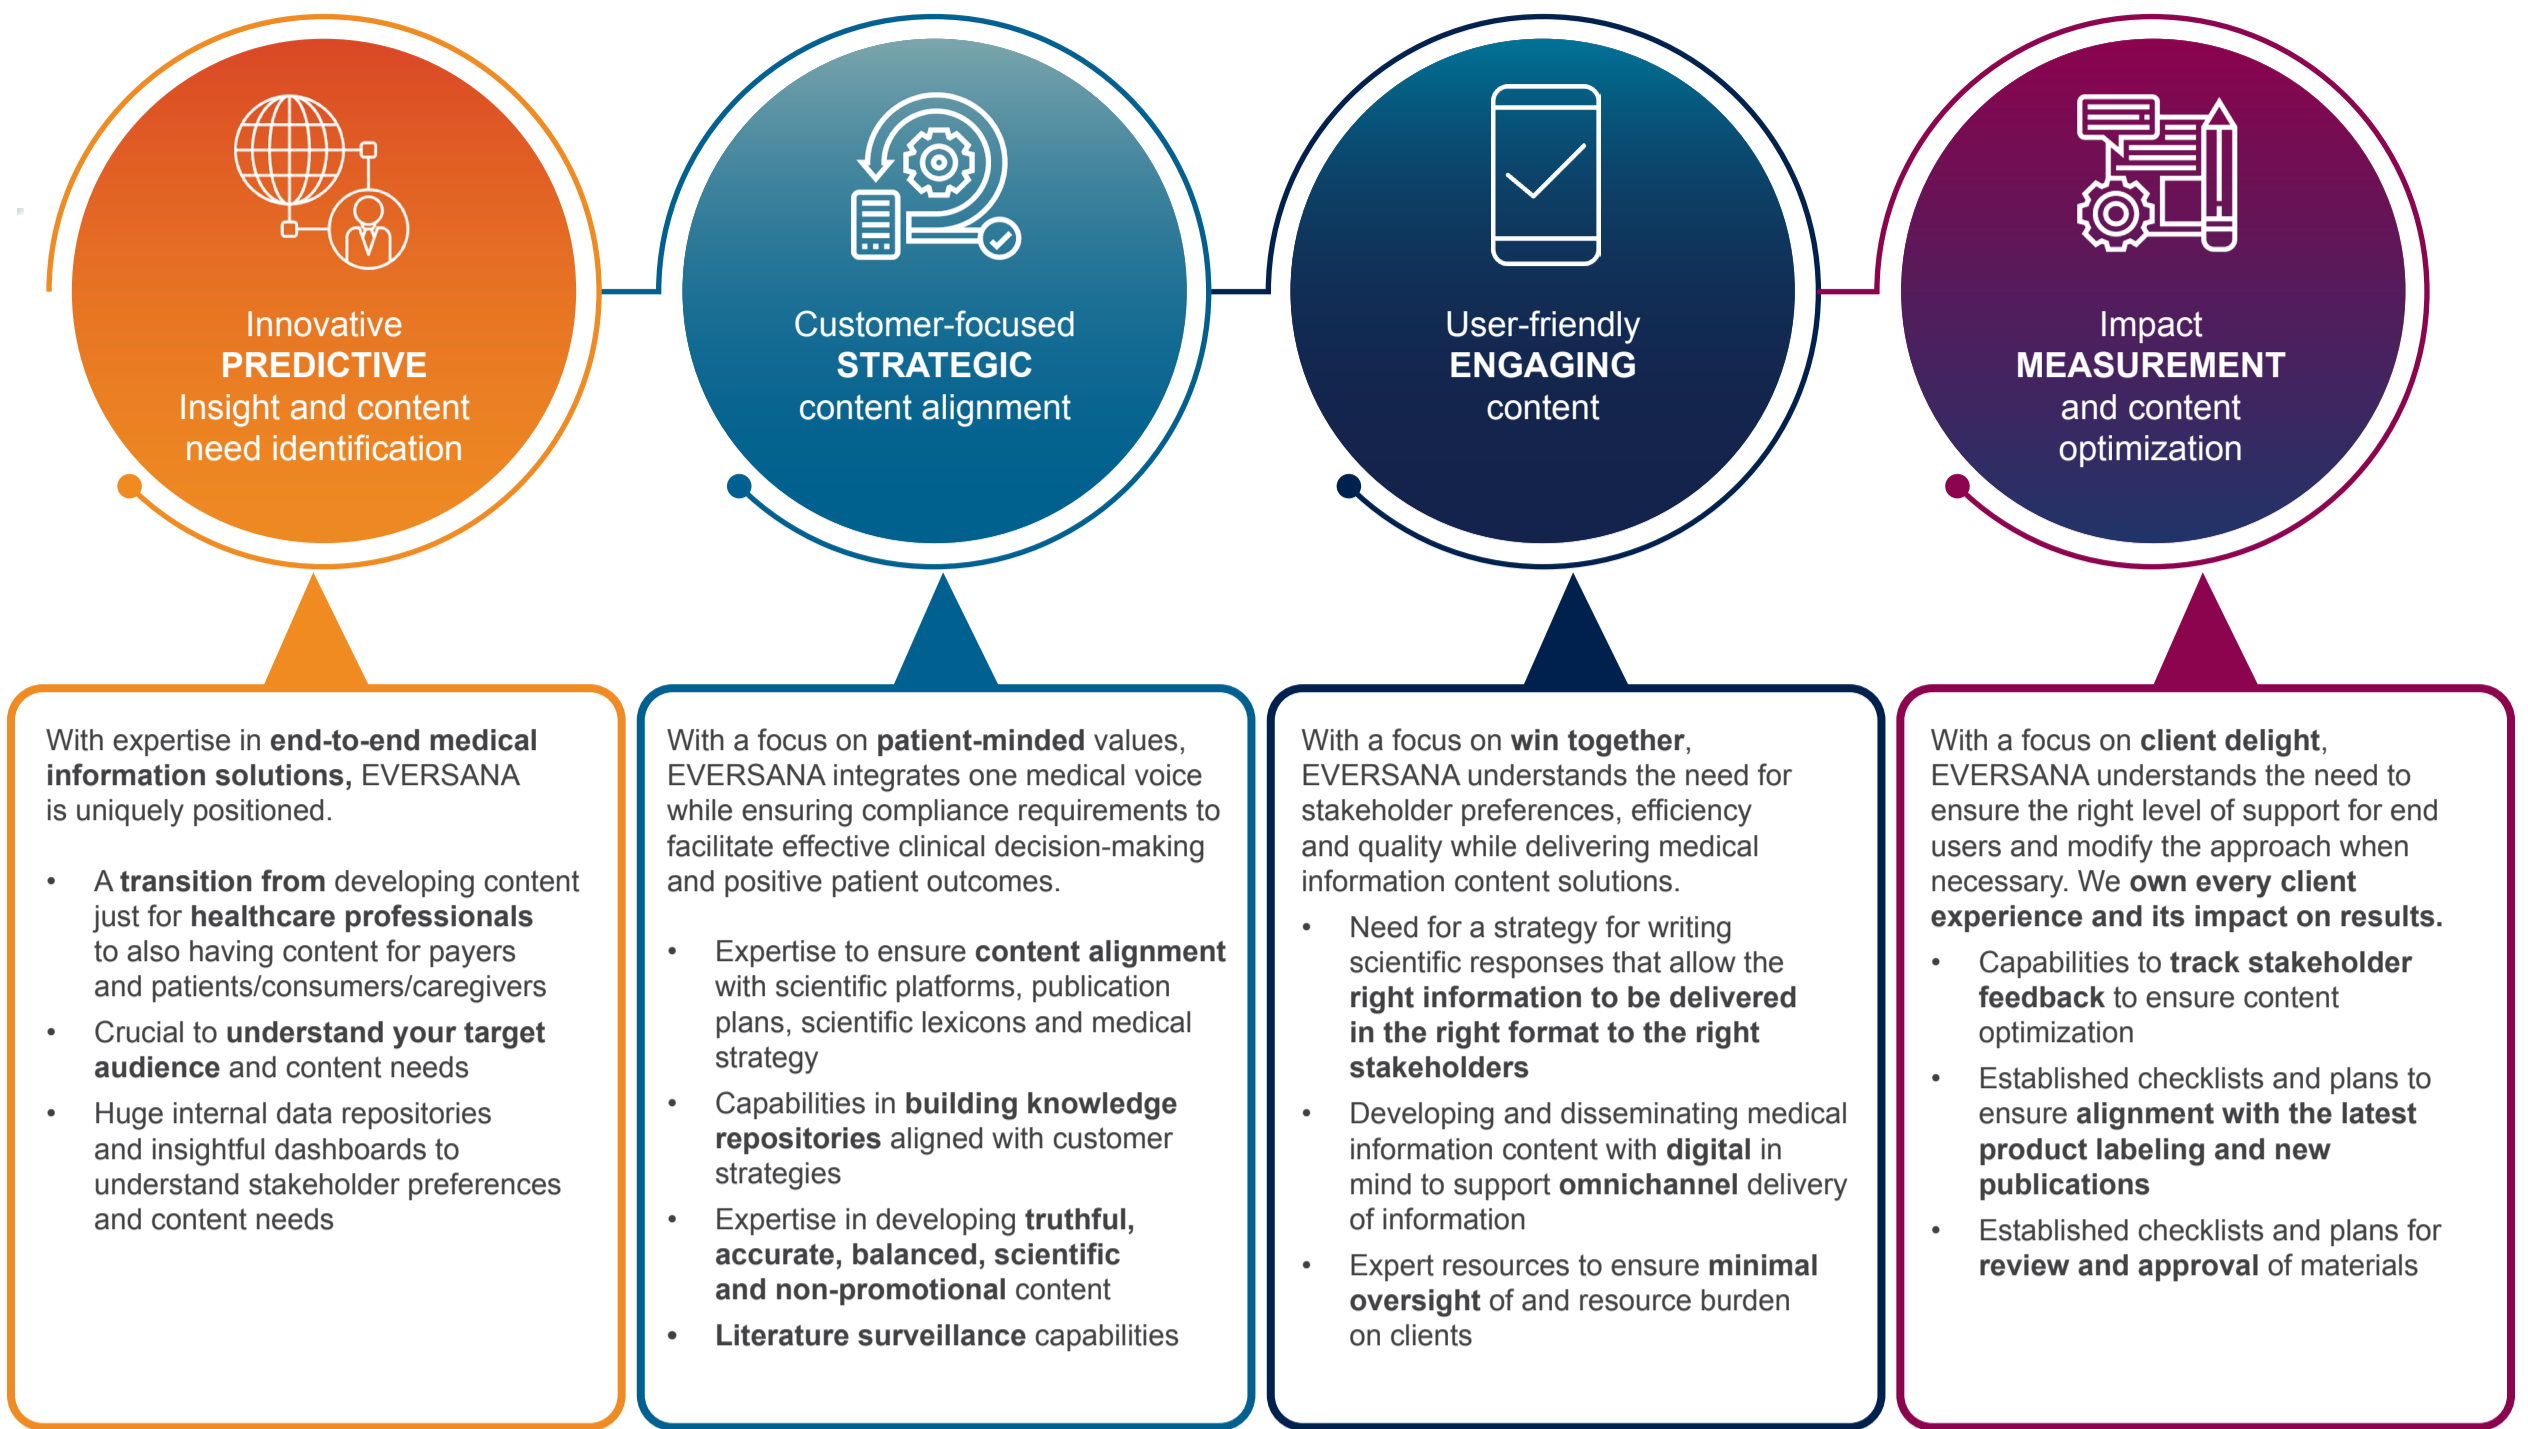 Innovative
PREDICTIVE
Insight and content
need identification
Customer-focused
STRATEGIC
content alignment
User-friendly
ENGAGING
content
Impact
MEASUREMENT
and content
optimization
With expertise in end-to-end medical
information solutions, EVERSANA
is uniquely positioned.
• A transition from developing content
just for healthcare professionals
to also having content for payers
and patients/consumers/caregivers
• Crucial to understand your target
audience and content needs
• Huge internal data repositories
and insightful dashboards to
understand stakeholder preferences
and content needs
With a focus on patient-minded values,
EVERSANA integrates one medical voice
while ensuring compliance requirements to
facilitate effective clinical decision-making
and positive patient outcomes.
• Expertise to ensure content alignment
with scientific platforms, publication
plans, scientific lexicons and medical
strategy
• Capabilities in building knowledge
repositories aligned with customer
strategies
• Expertise in developing truthful,
accurate, balanced, scientific
and non-promotional content
• Literature surveillance capabilities
With a focus on win together,
EVERSANA understands the need for
stakeholder preferences, efficiency
and quality while delivering medical
information content solutions.
• Need for a strategy for writing
scientific responses that allow the
right information to be delivered
in the right format to the right
stakeholders
• Developing and disseminating medical
information content with digital in
mind to support omnichannel delivery
of information
• Expert resources to ensure minimal
oversight of and resource burden
on clients
With a focus on client delight,
EVERSANA understands the need to
ensure the right level of support for end
users and modify the approach when
necessary. We own every client
experience and its impact on results.
• Capabilities to track stakeholder
feedback to ensure content
optimization
• Established checklists and plans to
ensure alignment with the latest
product labeling and new
publications
• Established checklists and plans for
review and approval of materials